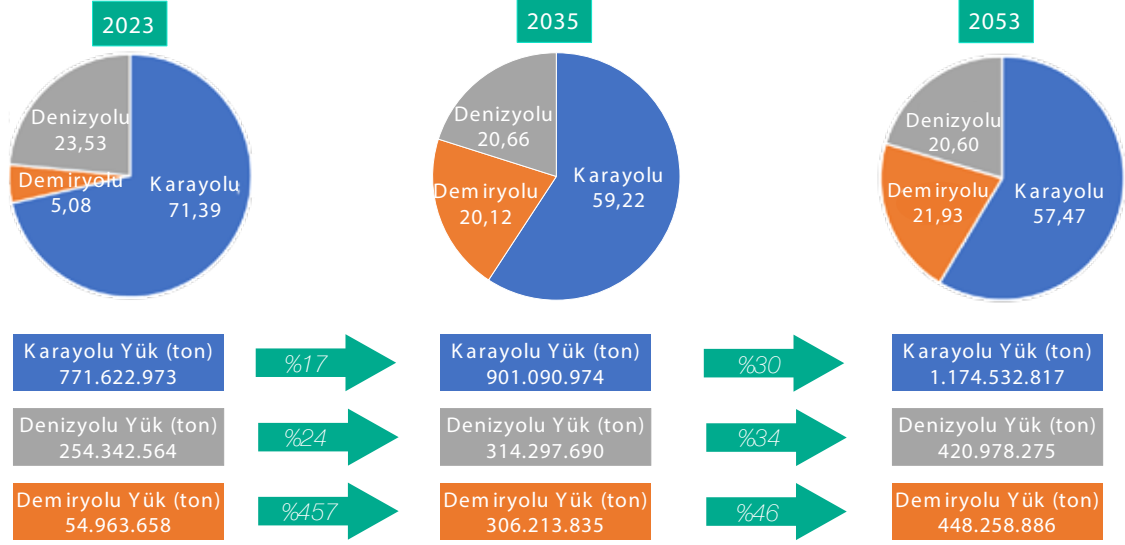 2023
2035
2053
Denizyolu
23,53
Demiryolu
5,08
Karayolu
71,39
Denizyolu
20,66
Demiryolu
20,12
Karayolu
59,22
Denizyolu
20,60
Demiryolu
21,93
Karayolu
57,47
Karayolu Yük (ton)
771.622.973
%17
Karayolu Yük (ton)
901.090.974
%30
Karayolu Yük (ton)
1.174.532.817
Denizyolu Yük (ton)
254.342.564
%24
Denizyolu Yük (ton)
314.297.690
%34
Denizyolu Yük (ton)
420.978.275
Demiryolu Yük (ton)
54.963.658
%457
Demiryolu Yük (ton)
306.213.835
%46
Demiryolu Yük (ton)
448.258.886